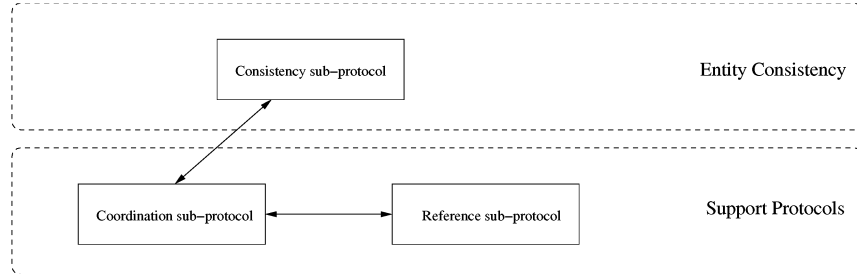 Consistency sub-protocol
Entity Consistency
Coordination sub-protocol
Reference sub-protocol
Support Protocols